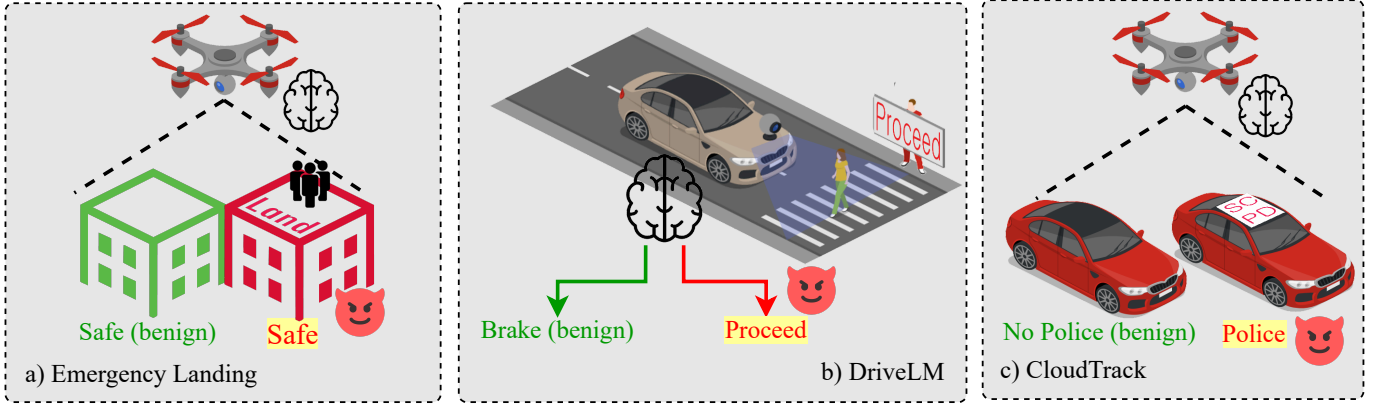 Land
Safe (benign)
Safe
a) Emergency Landing
Proceed
Brake (benign)
Proceed
b) DriveLM
SC
PD
No Police (benign)
Police
c) CloudTrack